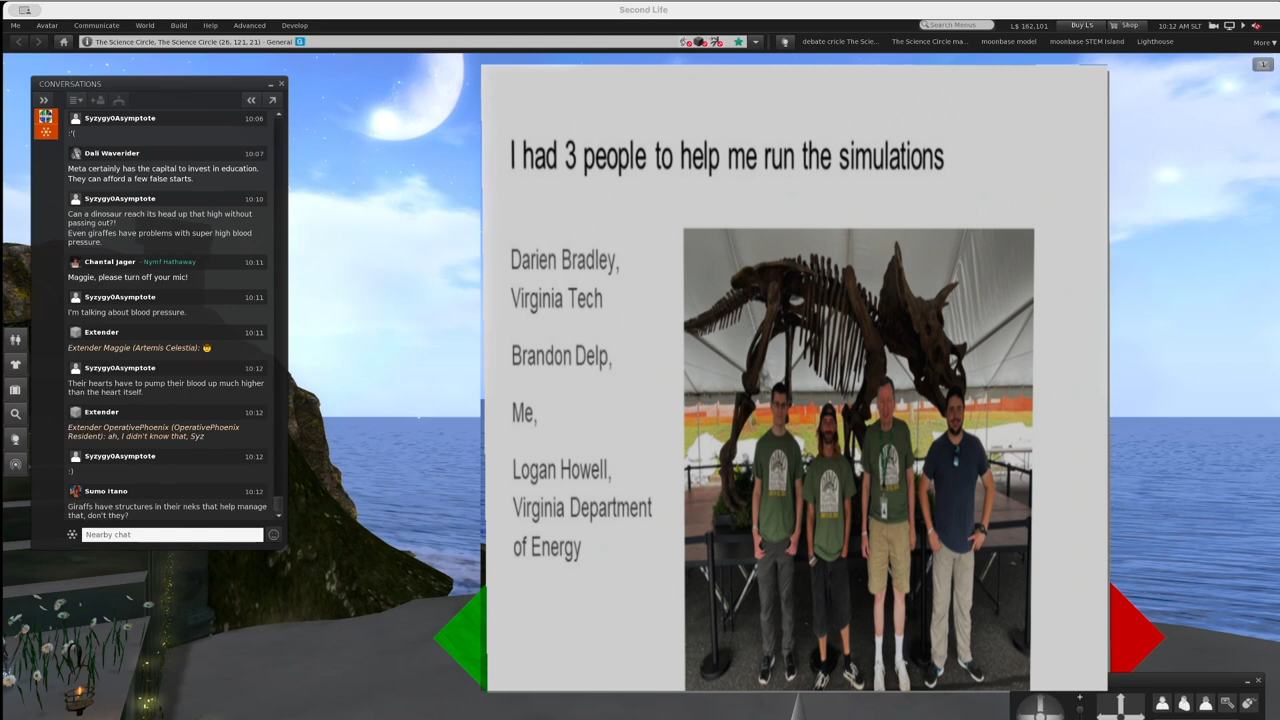 Second Life
Me Avatar Communicate World Build Help Advanced Develop
Search Menus L$ 162,101 Buy L$ Shop 10:12 AM SLT
The Science Circle, The Science Circle (26, 121, 21) - General G
debate cricle The Scie... The Science Circle ma... moonbase model moonbase STEM Island Lighthouse More
CONVERSATIONS
Syzygy0Asymptote 10:06
:'(
Dali Waverider 10:07
Meta certainly has the capital to invest in education.
They can afford a few false starts.
Syzygy0Asymptote 10:10
Can a dinosaur reach its head up that high without
passing out?!
Even giraffes have problems with super high blood
pressure.
Chantal Jager - Nymf Hathaway 10:11
Maggie, please turn off your mic!
Syzygy0Asymptote 10:11
I'm talking about blood pressure.
Extender 10:11
Extender Maggie (Artemis Celestia): 😎
Syzygy0Asymptote 10:12
Their hearts have to pump their blood up much higher
than the heart itself.
Extender 10:12
Extender OperativePhoenix (OperativePhoenix
Resident): ah, I didn't know that, Syz
Syzygy0Asymptote 10:12
:)
Sumo Itano 10:12
Giraffs have structures in their neks that help manage
that, don't they?
Nearby chat
I had 3 people to help me run the simulations
Darien Bradley,
Virginia Tech
Brandon Delp,
Me,
Logan Howell,
Virginia Department
of Energy